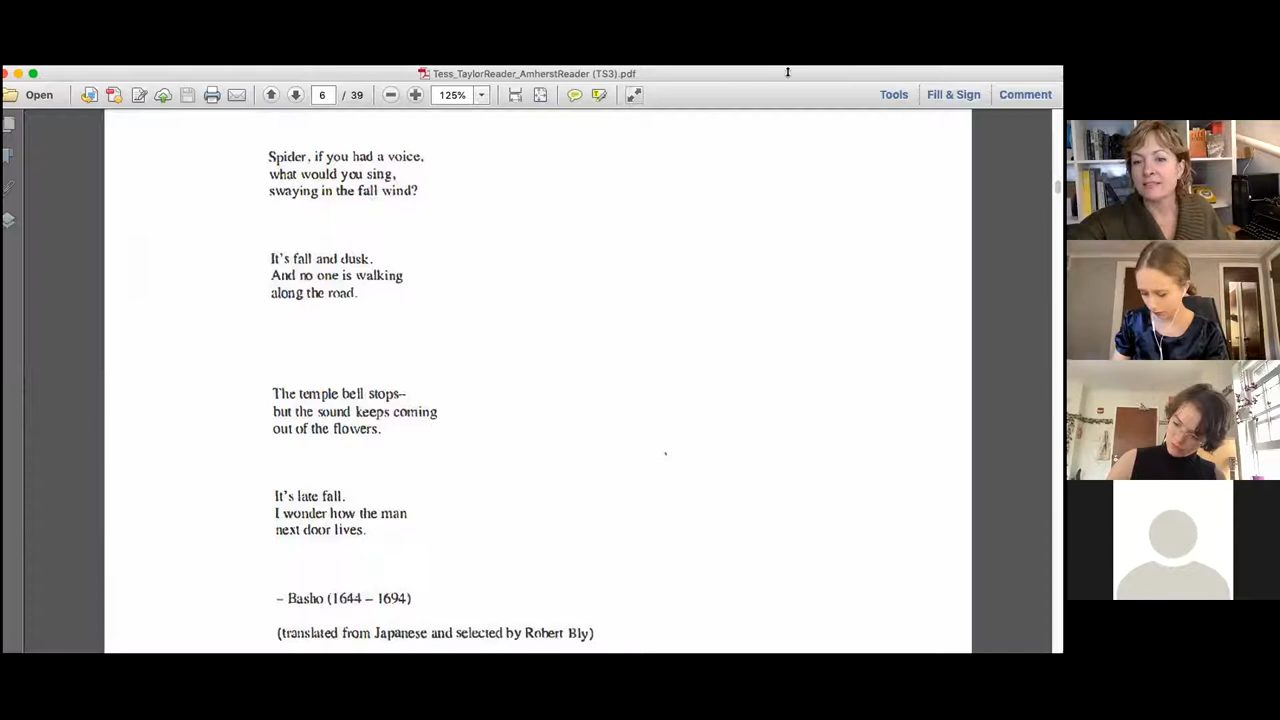 Tess_TaylorReader_AmherstReader (TS3).pdf
Open
6 / 39
125%
Tools
Fill & Sign
Comment
Spider, if you had a voice,
what would you sing,
swaying in the fall wind?
It's fall and dusk.
And no one is walking
along the road.
The temple bell stops--
but the sound keeps coming
out of the flowers.
It's late fall.
I wonder how the man
next door lives.
– Basho (1644 – 1694)
(translated from Japanese and selected by Robert Bly)